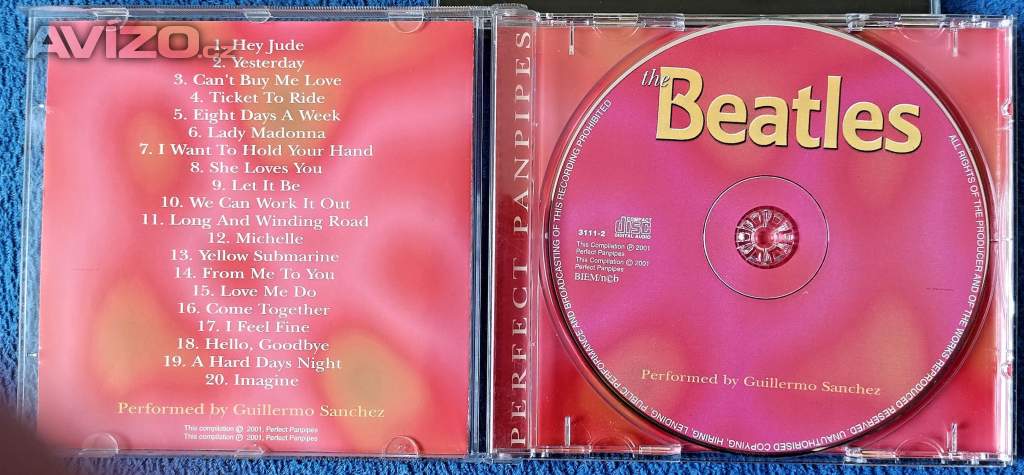 AVIZO.cz
1. Hey Jude
2. Yesterday
3. Can't Buy Me Love
4. Ticket To Ride
5. Eight Days A Week
6. Lady Madonna
7. I Want To Hold Your Hand
8. She Loves You
9. Let It Be
10. We Can Work It Out
11. Long And Winding Road
12. Michelle
13. Yellow Submarine
14. From Me To You
15. Love Me Do
16. Come Together
17. I Feel Fine
18. Hello, Goodbye
19. A Hard Days Night
20. Imagine
Performed by Guillermo Sanchez
This compilation © 2001, Perfect Panpipes
This compilation ℗ 2001, Perfect Panpipes
PERFECT PANPIPES
the
Beatles
3111-2
COMPACT
disc
DIGITAL AUDIO
This Compilation ℗ 2001
Perfect Panpipes
This Compilation © 2001
Perfect Panpipes
BIEM/n©b
Performed by Guillermo Sanchez
ALL RIGHTS OF THE PRODUCER AND OF THE WORKS REPRODUCED RESERVED. UNAUTHORISED COPYING, HIRING, LENDING, PUBLIC PERFORMANCE AND BROADCASTING OF THIS RECORDING PROHIBITED